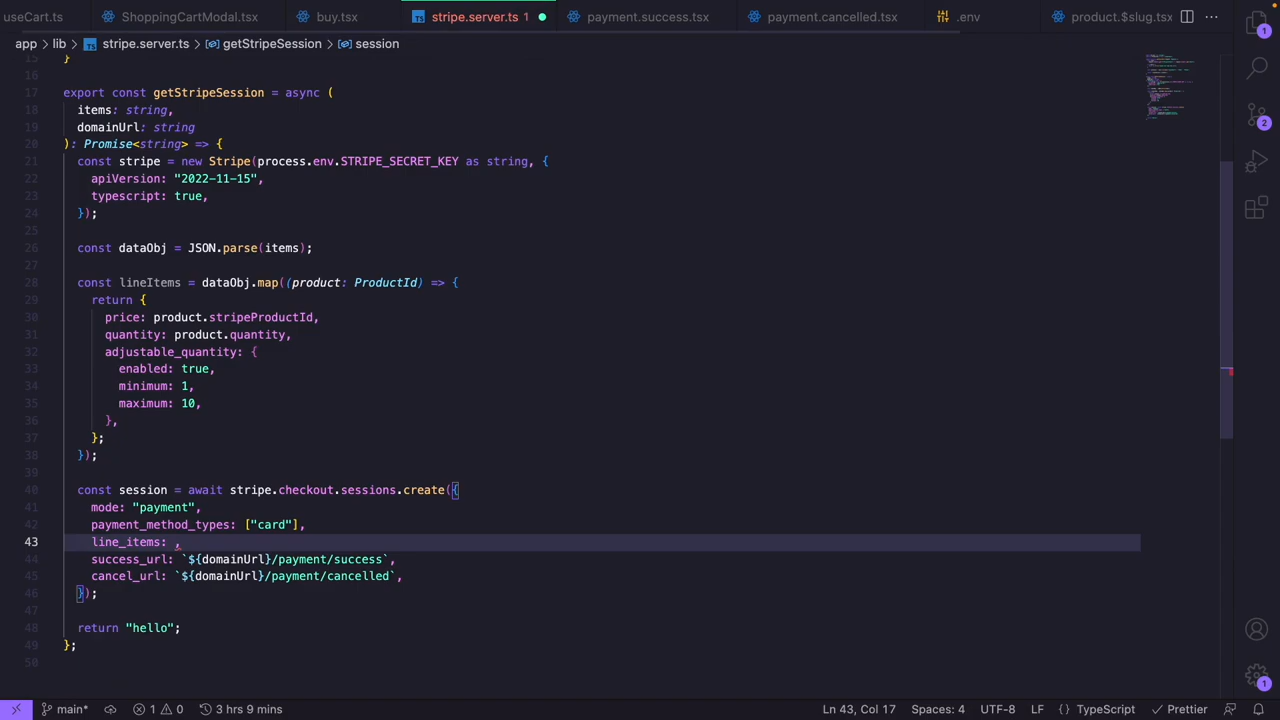 useCart.ts ShoppingCartModal.tsx buy.tsx TS stripe.server.ts 1 payment.success.tsx payment.cancelled.tsx .env product.$slug.tsx
app > lib > TS stripe.server.ts > getStripeSession > session
15 }
16
17 export const getStripeSession = async (
18 items: string,
19 domainUrl: string
20 ): Promise<string> => {
21 const stripe = new Stripe(process.env.STRIPE_SECRET_KEY as string, {
22 apiVersion: "2022-11-15",
23 typescript: true,
24 });
25
26 const dataObj = JSON.parse(items);
27
28 const lineItems = dataObj.map((product: ProductId) => {
29 return {
30 price: product.stripeProductId,
31 quantity: product.quantity,
32 adjustable_quantity: {
33 enabled: true,
34 minimum: 1,
35 maximum: 10,
36 },
37 };
38 });
39
40 const session = await stripe.checkout.sessions.create({
41 mode: "payment",
42 payment_method_types: ["card"],
43 line_items: ,
44 success_url: `${domainUrl}/payment/success`,
45 cancel_url: `${domainUrl}/payment/cancelled`,
46 });
47
48 return "hello";
49 };
50
1
2
1
1
main* 1 0 3 hrs 9 mins Ln 43, Col 17 Spaces: 4 UTF-8 LF {} TypeScript Prettier